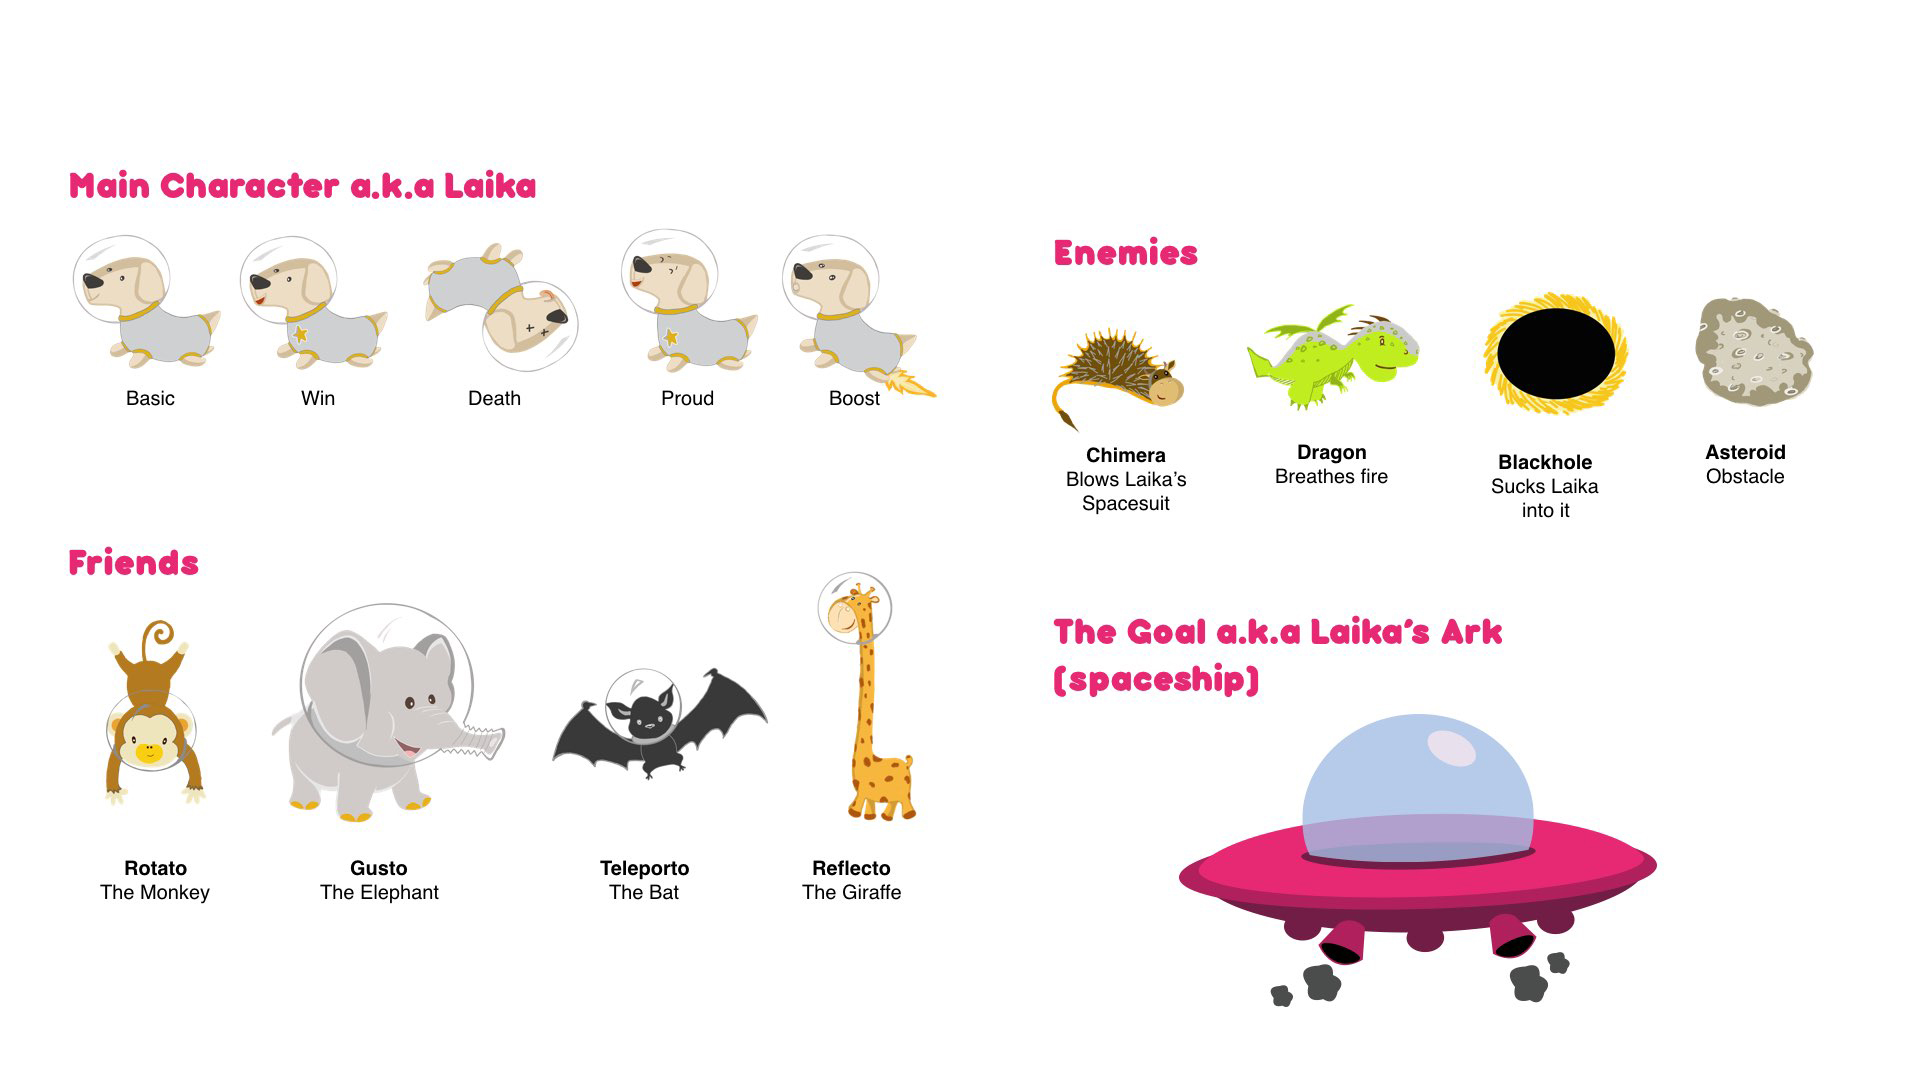 Main Character a.k.a Laika
Basic
Win
Death
Proud
Boost
Friends
Rotato
The Monkey
Gusto
The Elephant
Teleporto
The Bat
Reflecto
The Giraffe
Enemies
Chimera
Blows Laika's
Spacesuit
Dragon
Breathes fire
Blackhole
Sucks Laika
into it
Asteroid
Obstacle
The Goal a.k.a Laika's Ark
(spaceship)